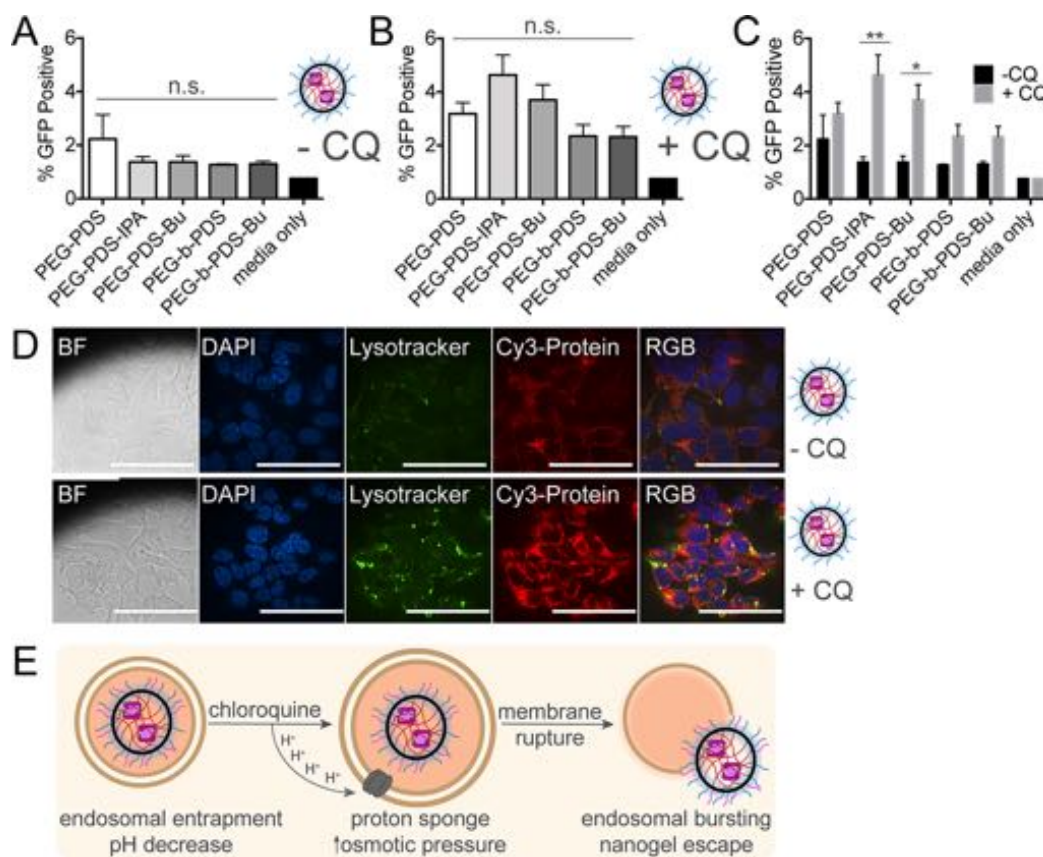 A
6
4
2
0
% GFP Positive
n.s.
- CQ
PEG-PDS
PEG-PDS-IPA
PEG-PDS-Bu
PEG-b-PDS
PEG-b-PDS-Bu
media only
B
6
4
2
0
% GFP Positive
n.s.
+ CQ
PEG-PDS
PEG-PDS-IPA
PEG-PDS-Bu
PEG-b-PDS
PEG-b-PDS-Bu
media only
C
6
4
2
0
% GFP Positive
**
*
-CQ
+ CQ
PEG-PDS
PEG-PDS-IPA
PEG-PDS-Bu
PEG-b-PDS
PEG-b-PDS-Bu
media only
D
BF DAPI Lysotracker Cy3-Protein RGB
- CQ
BF DAPI Lysotracker Cy3-Protein RGB
+ CQ
E
chloroquine
H⁺
H⁺
H⁺
H⁺
membrane
rupture
endosomal entrapment
pH decrease
proton sponge
↑osmotic pressure
endosomal bursting
nanogel escape